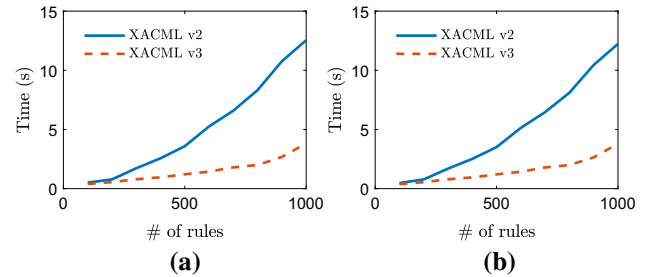 15
10
5
0
Time (s)
XACML v2
XACML v3
0
500
1000
# of rules
(a)
15
10
5
0
Time (s)
XACML v2
XACML v3
0
500
1000
# of rules
(b)